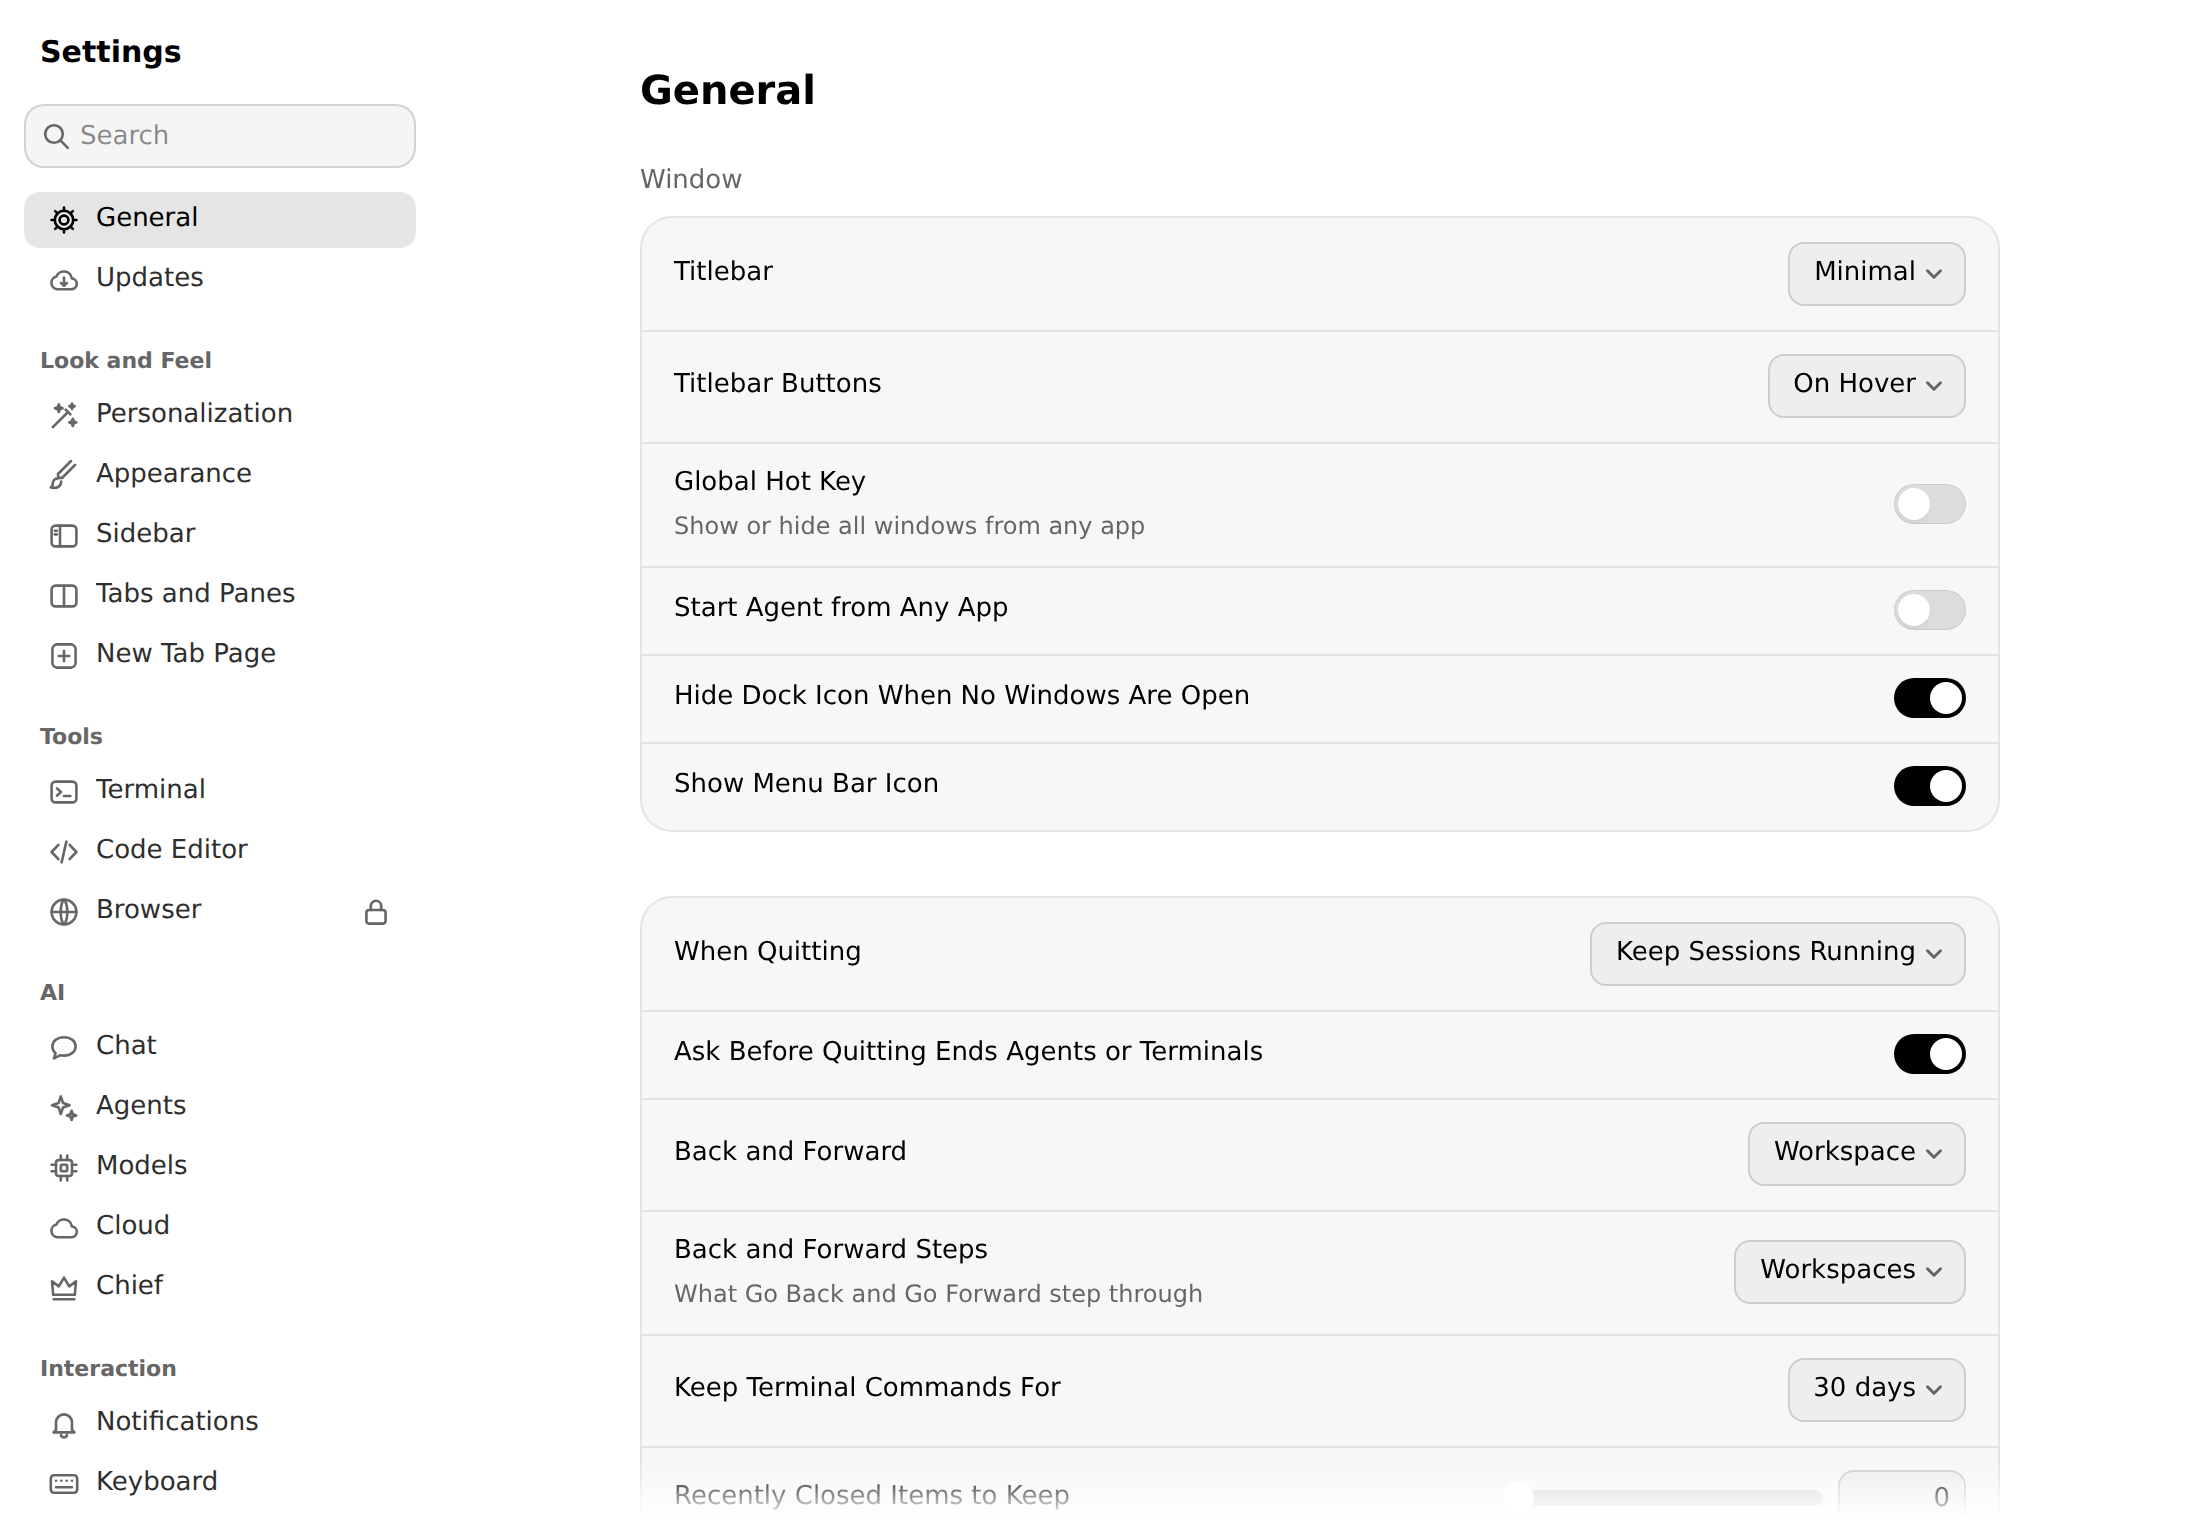 Settings
Search
General
Updates
Look and Feel
Personalization
Appearance
Sidebar
Tabs and Panes
New Tab Page
Tools
Terminal
Code Editor
Browser
AI
Chat
Agents
Models
Cloud
Chief
Interaction
Notifications
Keyboard
General
Window
Titlebar
Minimal
Titlebar Buttons
On Hover
Global Hot Key
Show or hide all windows from any app
Start Agent from Any App
Hide Dock Icon When No Windows Are Open
Show Menu Bar Icon
When Quitting
Keep Sessions Running
Ask Before Quitting Ends Agents or Terminals
Back and Forward
Workspace
Back and Forward Steps
What Go Back and Go Forward step through
Workspaces
Keep Terminal Commands For
30 days
Recently Closed Items to Keep
0